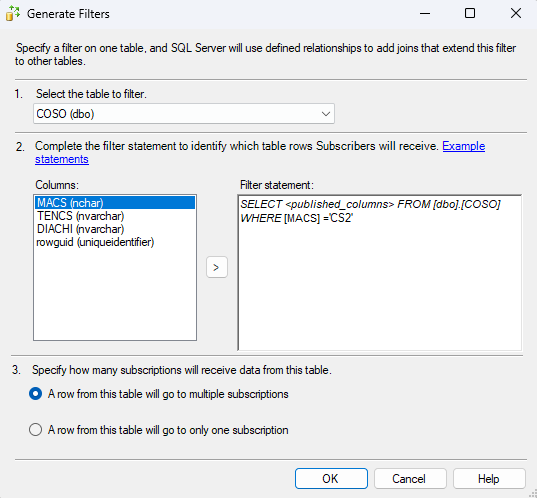 Generate Filters
Specify a filter on one table, and SQL Server will use defined relationships to add joins that extend this filter
to other tables.
1. Select the table to filter.
COSO (dbo)
2. Complete the filter statement to identify which table rows Subscribers will receive. Example
statements
Columns:
MACS (nchar)
TENCS (nvarchar)
DIACHI (nvarchar)
rowguid (uniqueidentifier)
>
Filter statement:
SELECT <published_columns> FROM [dbo].[COSO]
WHERE [MACS] ='CS2'
3. Specify how many subscriptions will receive data from this table.
A row from this table will go to multiple subscriptions
A row from this table will go to only one subscription
OK
Cancel
Help